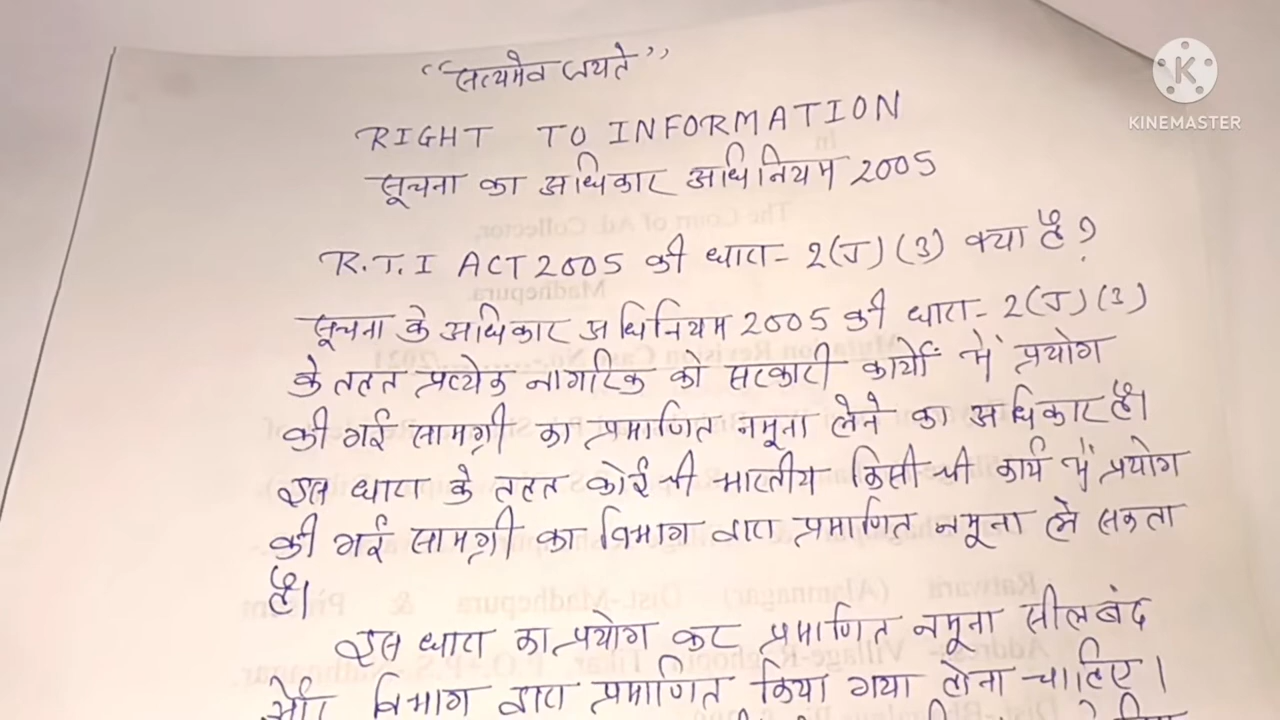 "सत्यमेव जयते"
RIGHT TO INFORMATION
सूचना का अधिकार अधिनियम 2005
R.T.I ACT 2005 की धारा- 2(J)(3) क्या है?
सूचना के अधिकार अधिनियम 2005 की धारा- 2(J)(3)
के तहत प्रत्येक नागरिक को सरकारी कार्यो में प्रयोग
की गई सामग्री का प्रमाणित नमूना लेने का अधिकार है।
इस धारा के तहत कोई भी भारतीय किसी भी कार्य में प्रयोग
की गई सामग्री का विभाग द्वारा प्रमाणित नमूना ले सकता
है।
इस धारा का प्रयोग कर प्रमाणित नमूना सीलबंद
और विभाग द्वारा प्रमाणित किया गया होना चाहिए।
KINEMASTER